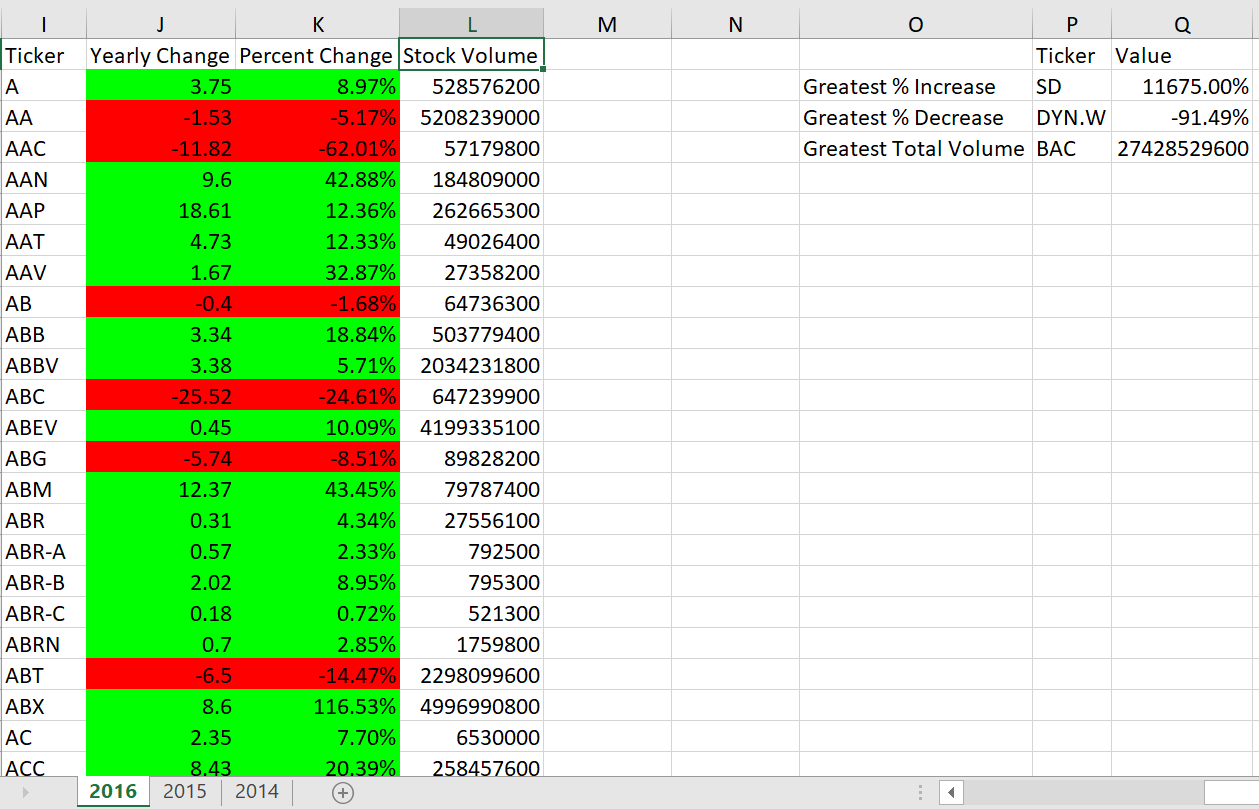 I J K L M N O P Q
Ticker Yearly Change Percent Change Stock Volume Ticker Value
A 3.75 8.97% 528576200 Greatest % Increase SD 11675.00%
AA -1.53 -5.17% 5208239000 Greatest % Decrease DYN.W -91.49%
AAC -11.82 -62.01% 57179800 Greatest Total Volume BAC 27428529600
AAN 9.6 42.88% 184809000
AAP 18.61 12.36% 262665300
AAT 4.73 12.33% 49026400
AAV 1.67 32.87% 27358200
AB -0.4 -1.68% 64736300
ABB 3.34 18.84% 503779400
ABBV 3.38 5.71% 2034231800
ABC -25.52 -24.61% 647239900
ABEV 0.45 10.09% 4199335100
ABG -5.74 -8.51% 89828200
ABM 12.37 43.45% 79787400
ABR 0.31 4.34% 27556100
ABR-A 0.57 2.33% 792500
ABR-B 2.02 8.95% 795300
ABR-C 0.18 0.72% 521300
ABRN 0.7 2.85% 1759800
ABT -6.5 -14.47% 2298099600
ABX 8.6 116.53% 4996990800
AC 2.35 7.70% 6530000
ACC 8.43 20.39% 258457600
2016 2015 2014